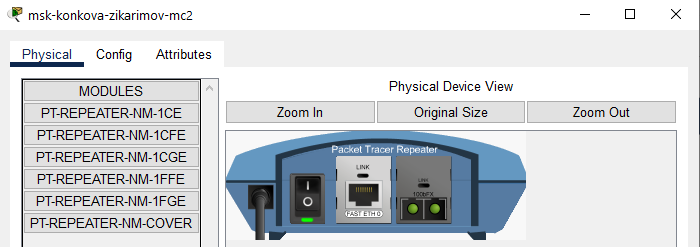 msk-konkova-zikarimov-mc2
Physical Config Attributes
MODULES
PT-REPEATER-NM-1CE
PT-REPEATER-NM-1CFE
PT-REPEATER-NM-1CGE
PT-REPEATER-NM-1FFE
PT-REPEATER-NM-1FGE
PT-REPEATER-NM-COVER
Physical Device View
Zoom In Original Size Zoom Out
Packet Tracer Repeater
LINK
LINK
100bFX
FAST ETH 0